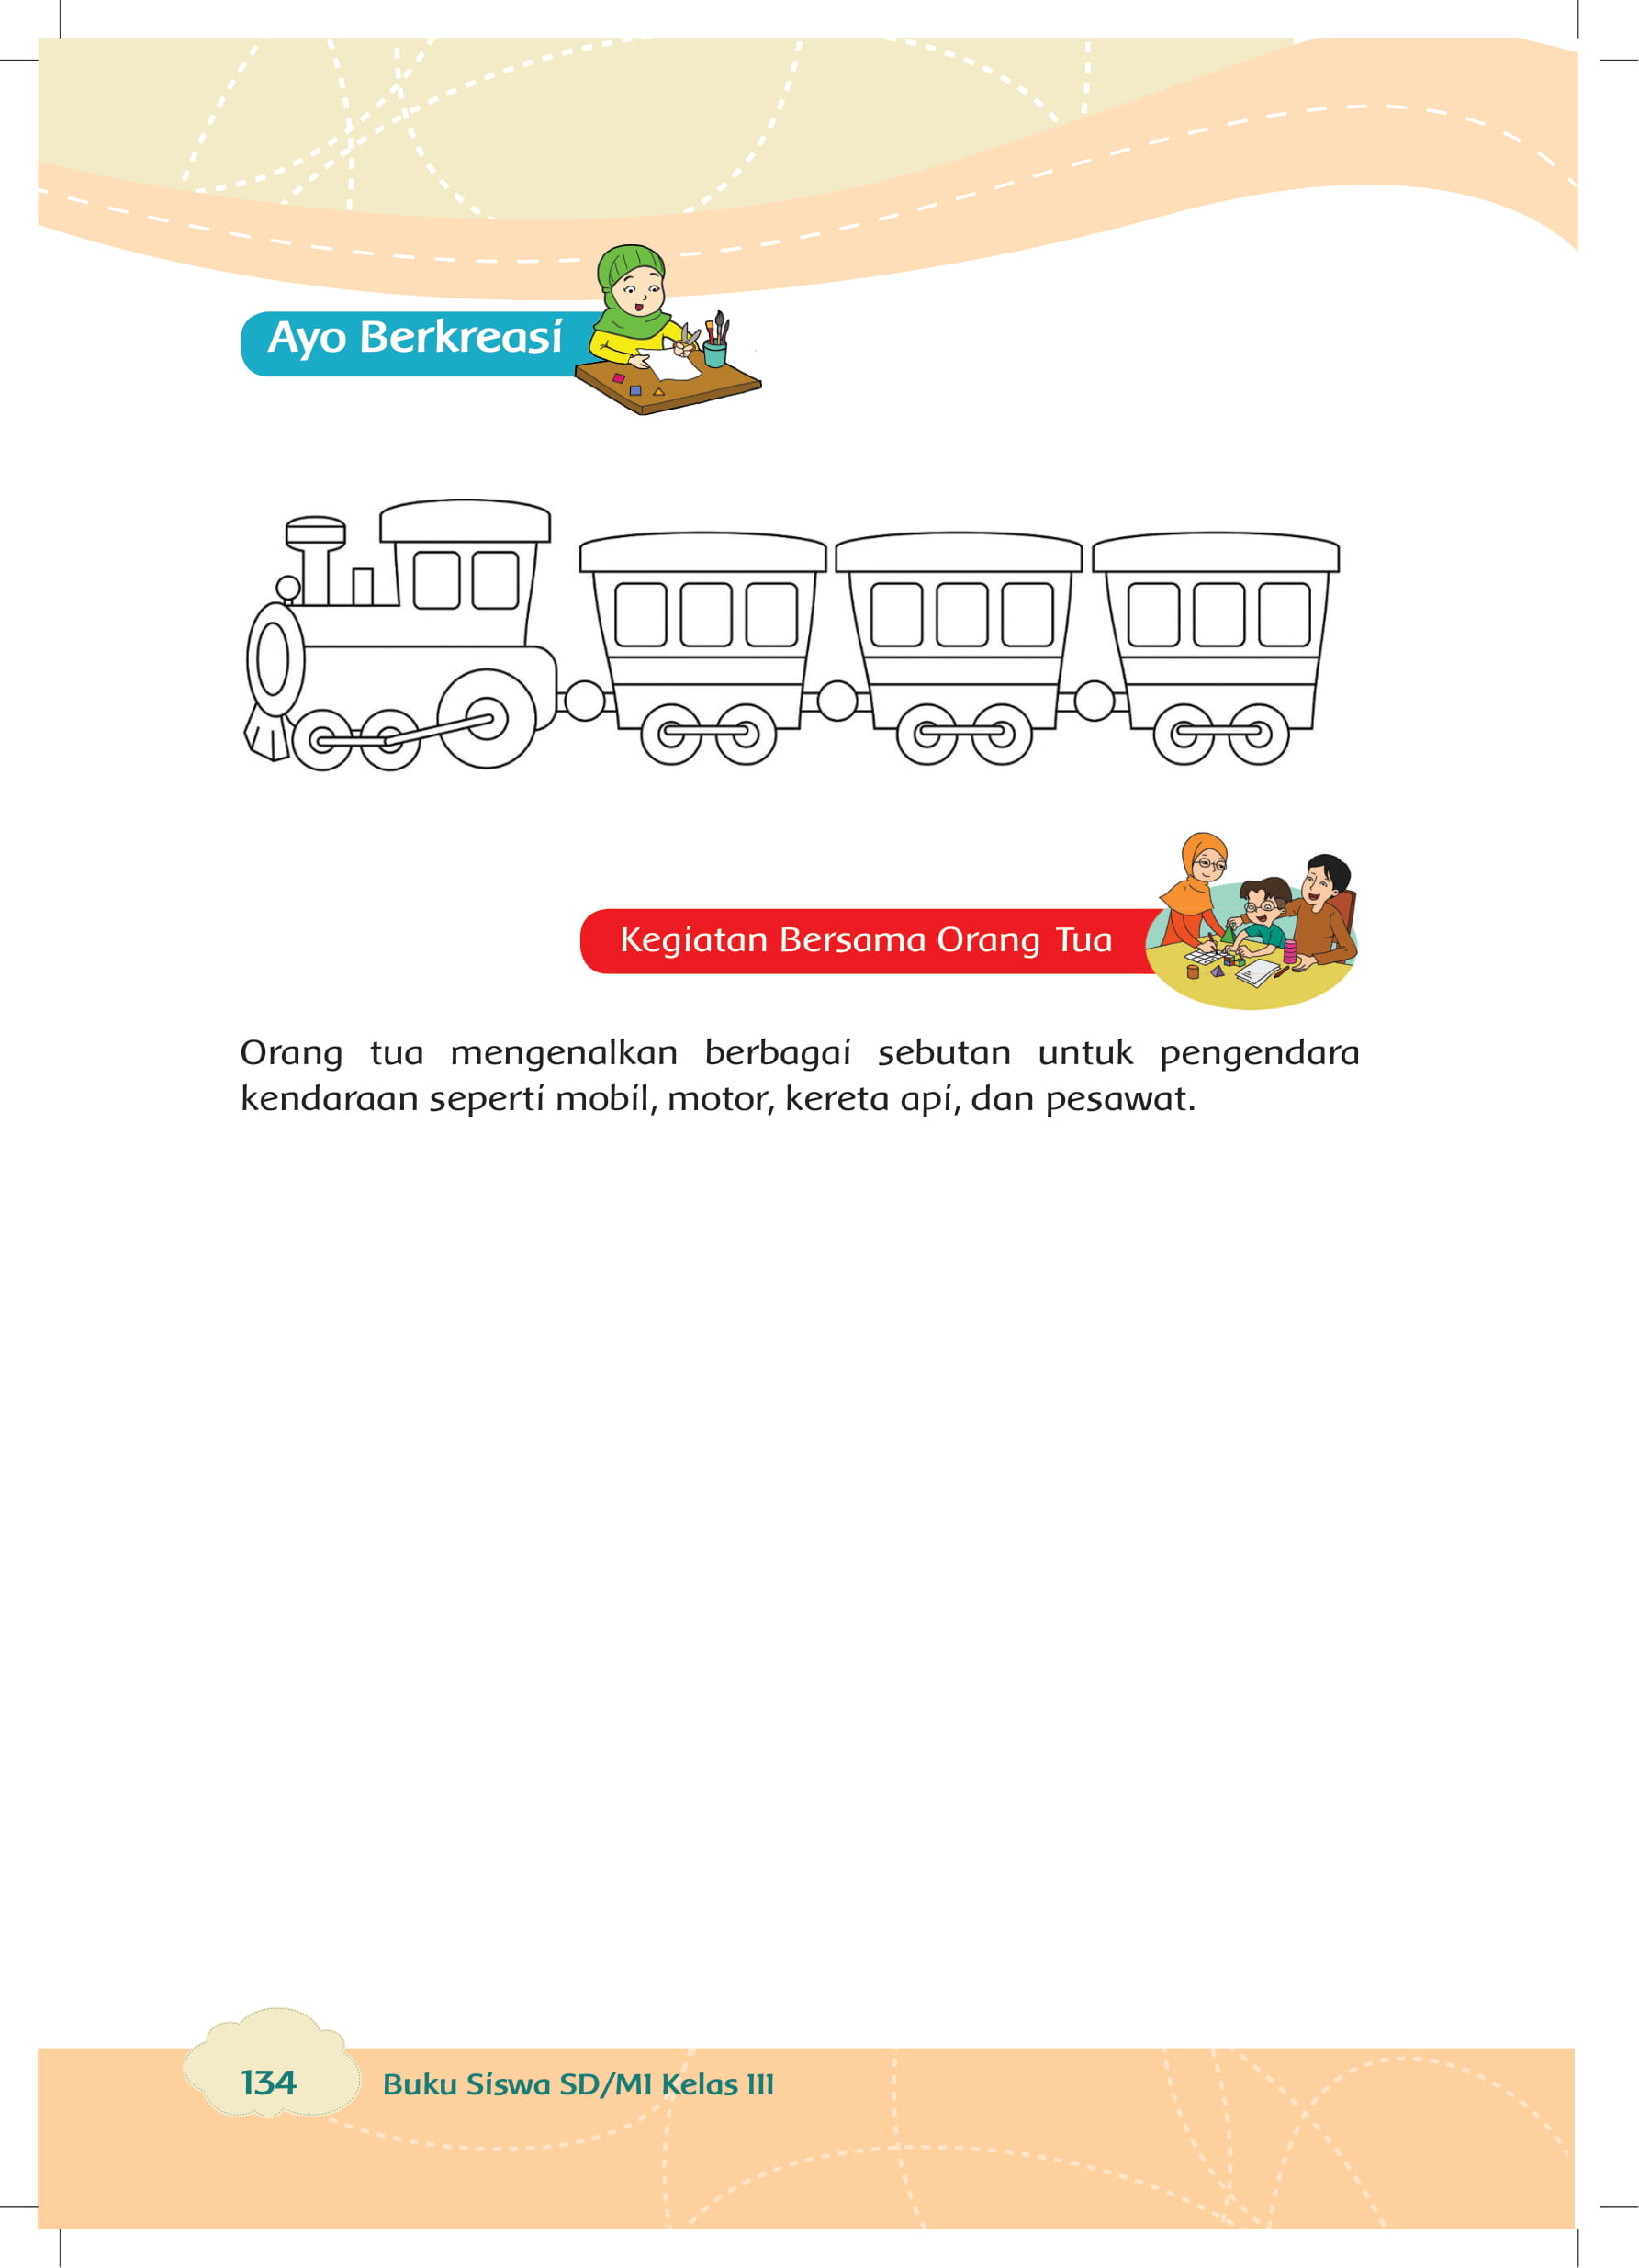 Ayo Berkreasi
Kegiatan Bersama Orang Tua
Orang tua mengenalkan berbagai sebutan untuk pengendara
kendaraan seperti mobil, motor, kereta api, dan pesawat.
134
Buku Siswa SD/MI Kelas III